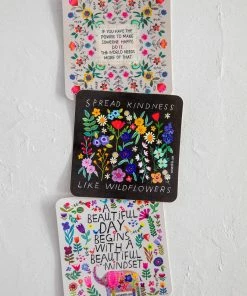 IF YOU HAVE THE
POWER TO MAKE
SOMEONE HAPPY,
DO IT.
THE WORLD NEEDS
MORE OF THAT.
SPREAD KINDNESS
LIKE WILDFLOWERS
A
BEAUTIFUL
DAY
BEGINS
WITH A
BEAUTIFUL
MINDSET